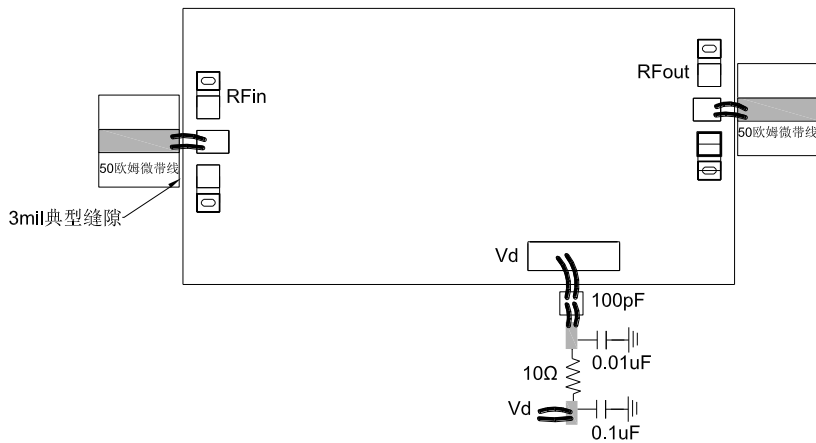 RFout
RFin
50欧姆微带线
50欧姆微带线
3mil典型缝隙
Vd
100pF
0.01uF
10Ω
Vd
0.1uF